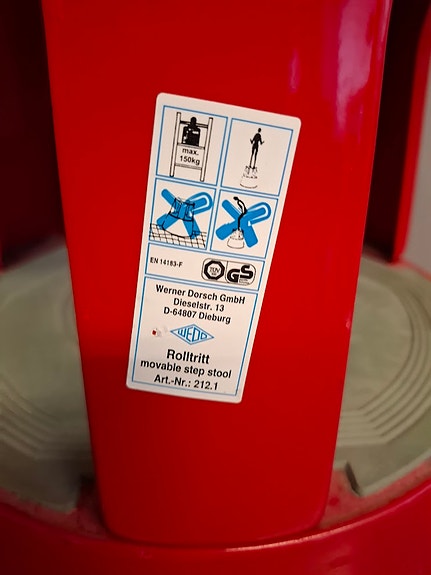 max.
150kg
EN 14183-F
TÜV
GS
Werner Dorsch GmbH
Dieselstr. 13
D-64807 Dieburg
WEDO
Rolltritt
movable step stool
Art.-Nr.: 212.1